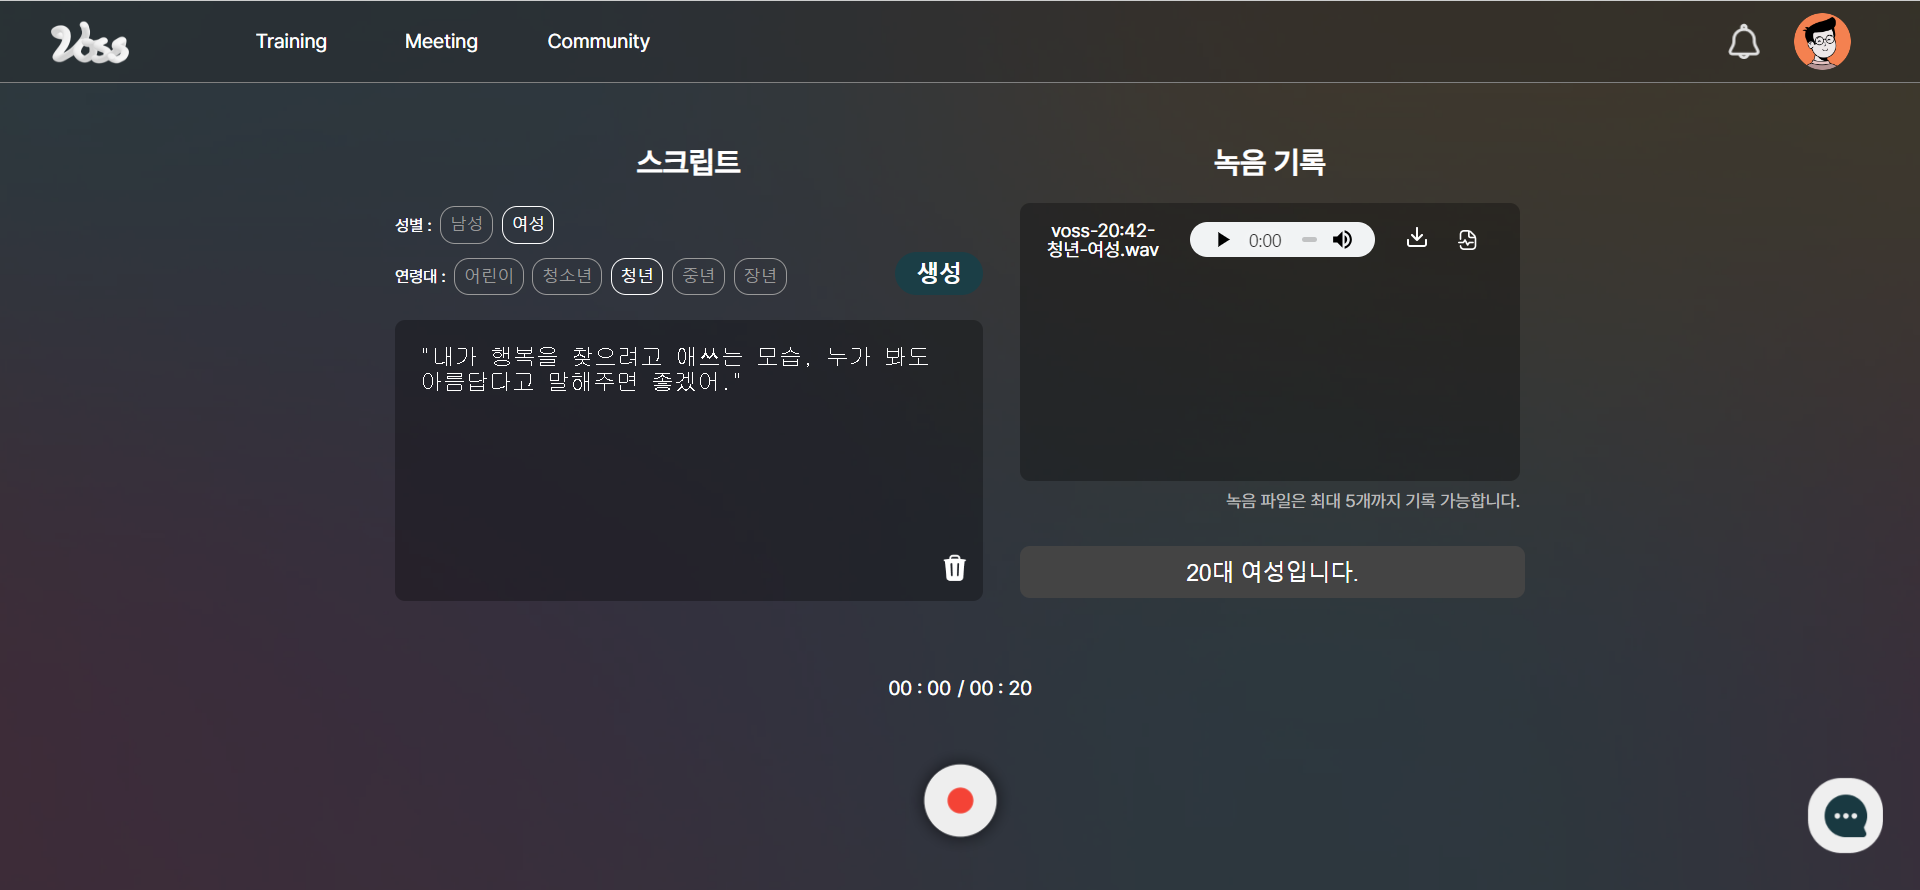 Voss
Training
Meeting
Community
스크립트
성별 :
남성
여성
연령대 :
어린이
청소년
청년
중년
장년
생성
"내가 행복을 찾으려고 애쓰는 모습, 누가 봐도
아름답다고 말해주면 좋겠어."
녹음 기록
voss-20:42-
청년-여성.wav
0:00
녹음 파일은 최대 5개까지 기록 가능합니다.
20대 여성입니다.
00 : 00 / 00 : 20